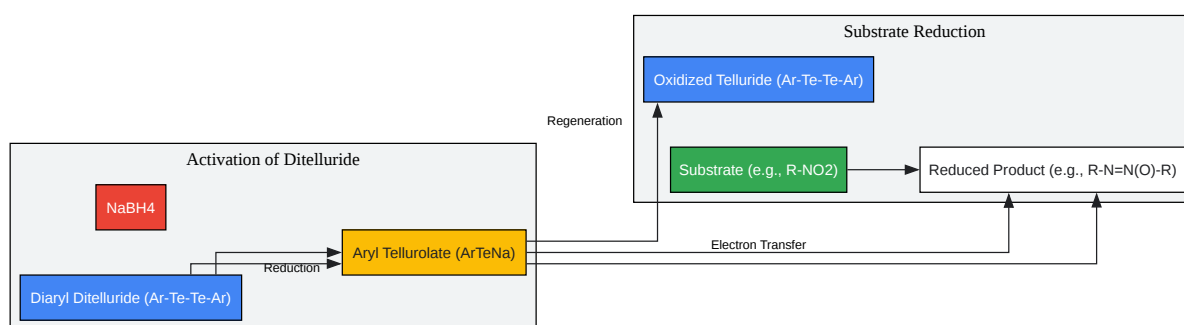 Substrate Reduction
Oxidized Telluride (Ar-Te-Te-Ar)
Regeneration
Activation of Ditelluride
Substrate (e.g., R-NO2)
Reduced Product (e.g., R-N=N(O)-R)
NaBH4
Aryl Tellurolate (ArTeNa)
Electron Transfer
Reduction
Diaryl Ditelluride (Ar-Te-Te-Ar)